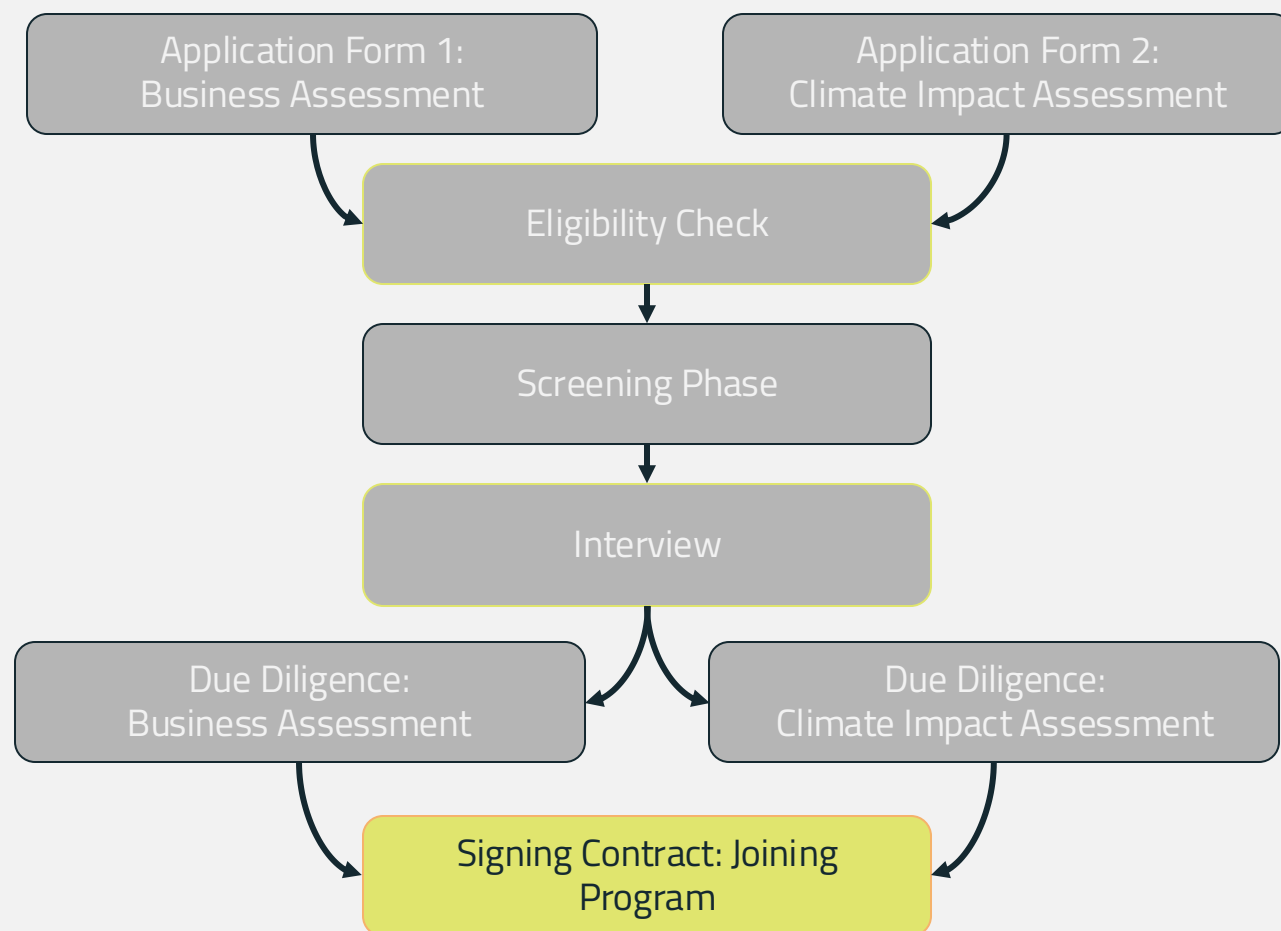 Application Form 1:
Business Assessment
Application Form 2:
Climate Impact Assessment
Eligibility Check
Screening Phase
Interview
Due Diligence:
Business Assessment
Due Diligence:
Climate Impact Assessment
Signing Contract: Joining
Program